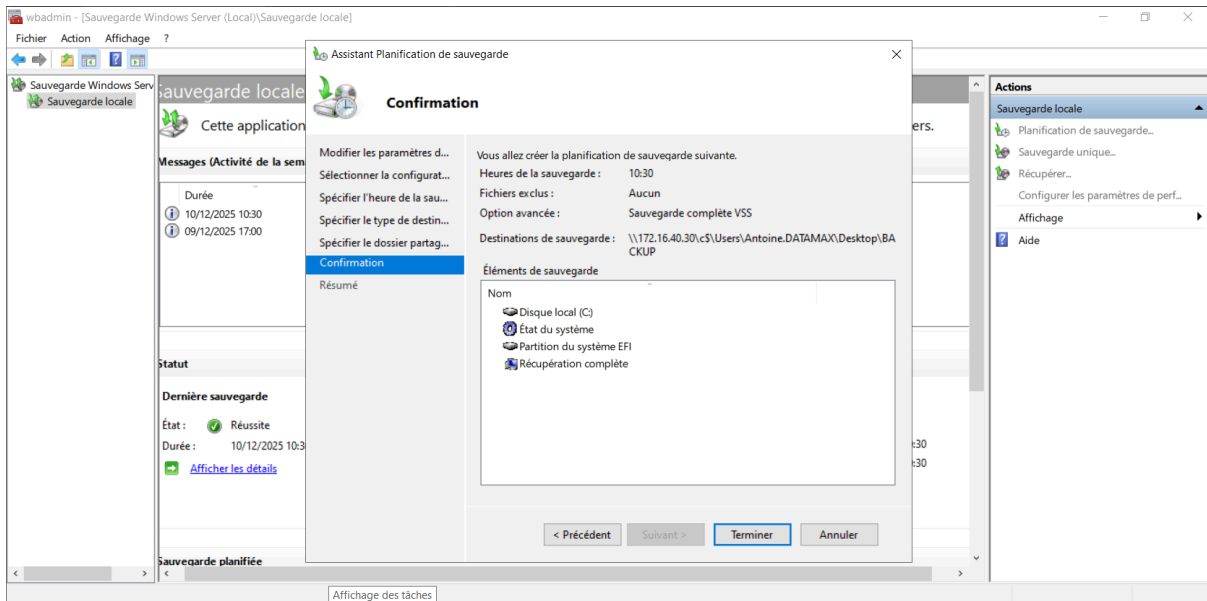 wbadmin - [Sauvegarde Windows Server (Local)\Sauvegarde locale]
Fichier Action Affichage ?
Sauvegarde Windows Serv
Sauvegarde locale
Sauvegarde locale
Cette application
ers.
Messages (Activité de la sem
Durée
10/12/2025 10:30
09/12/2025 17:00
Statut
Dernière sauvegarde
État : Réussite
Durée : 10/12/2025 10:3
Afficher les détails
:30
:30
Sauvegarde planifiée
Assistant Planification de sauvegarde
Confirmation
Modifier les paramètres d...
Sélectionner la configurat...
Spécifier l'heure de la sau...
Spécifier le type de destin...
Spécifier le dossier partag...
Confirmation
Résumé
Vous allez créer la planification de sauvegarde suivante.
Heures de la sauvegarde : 10:30
Fichiers exclus : Aucun
Option avancée : Sauvegarde complète VSS
Destinations de sauvegarde : \\172.16.40.30\c$\Users\Antoine.DATAMAX\Desktop\BA
CKUP
Éléments de sauvegarde
Nom
Disque local (C:)
État du système
Partition du système EFI
Récupération complète
< Précédent Suivant > Terminer Annuler
Actions
Sauvegarde locale
Planification de sauvegarde...
Sauvegarde unique...
Récupérer...
Configurer les paramètres de perf...
Affichage
Aide
Affichage des tâches